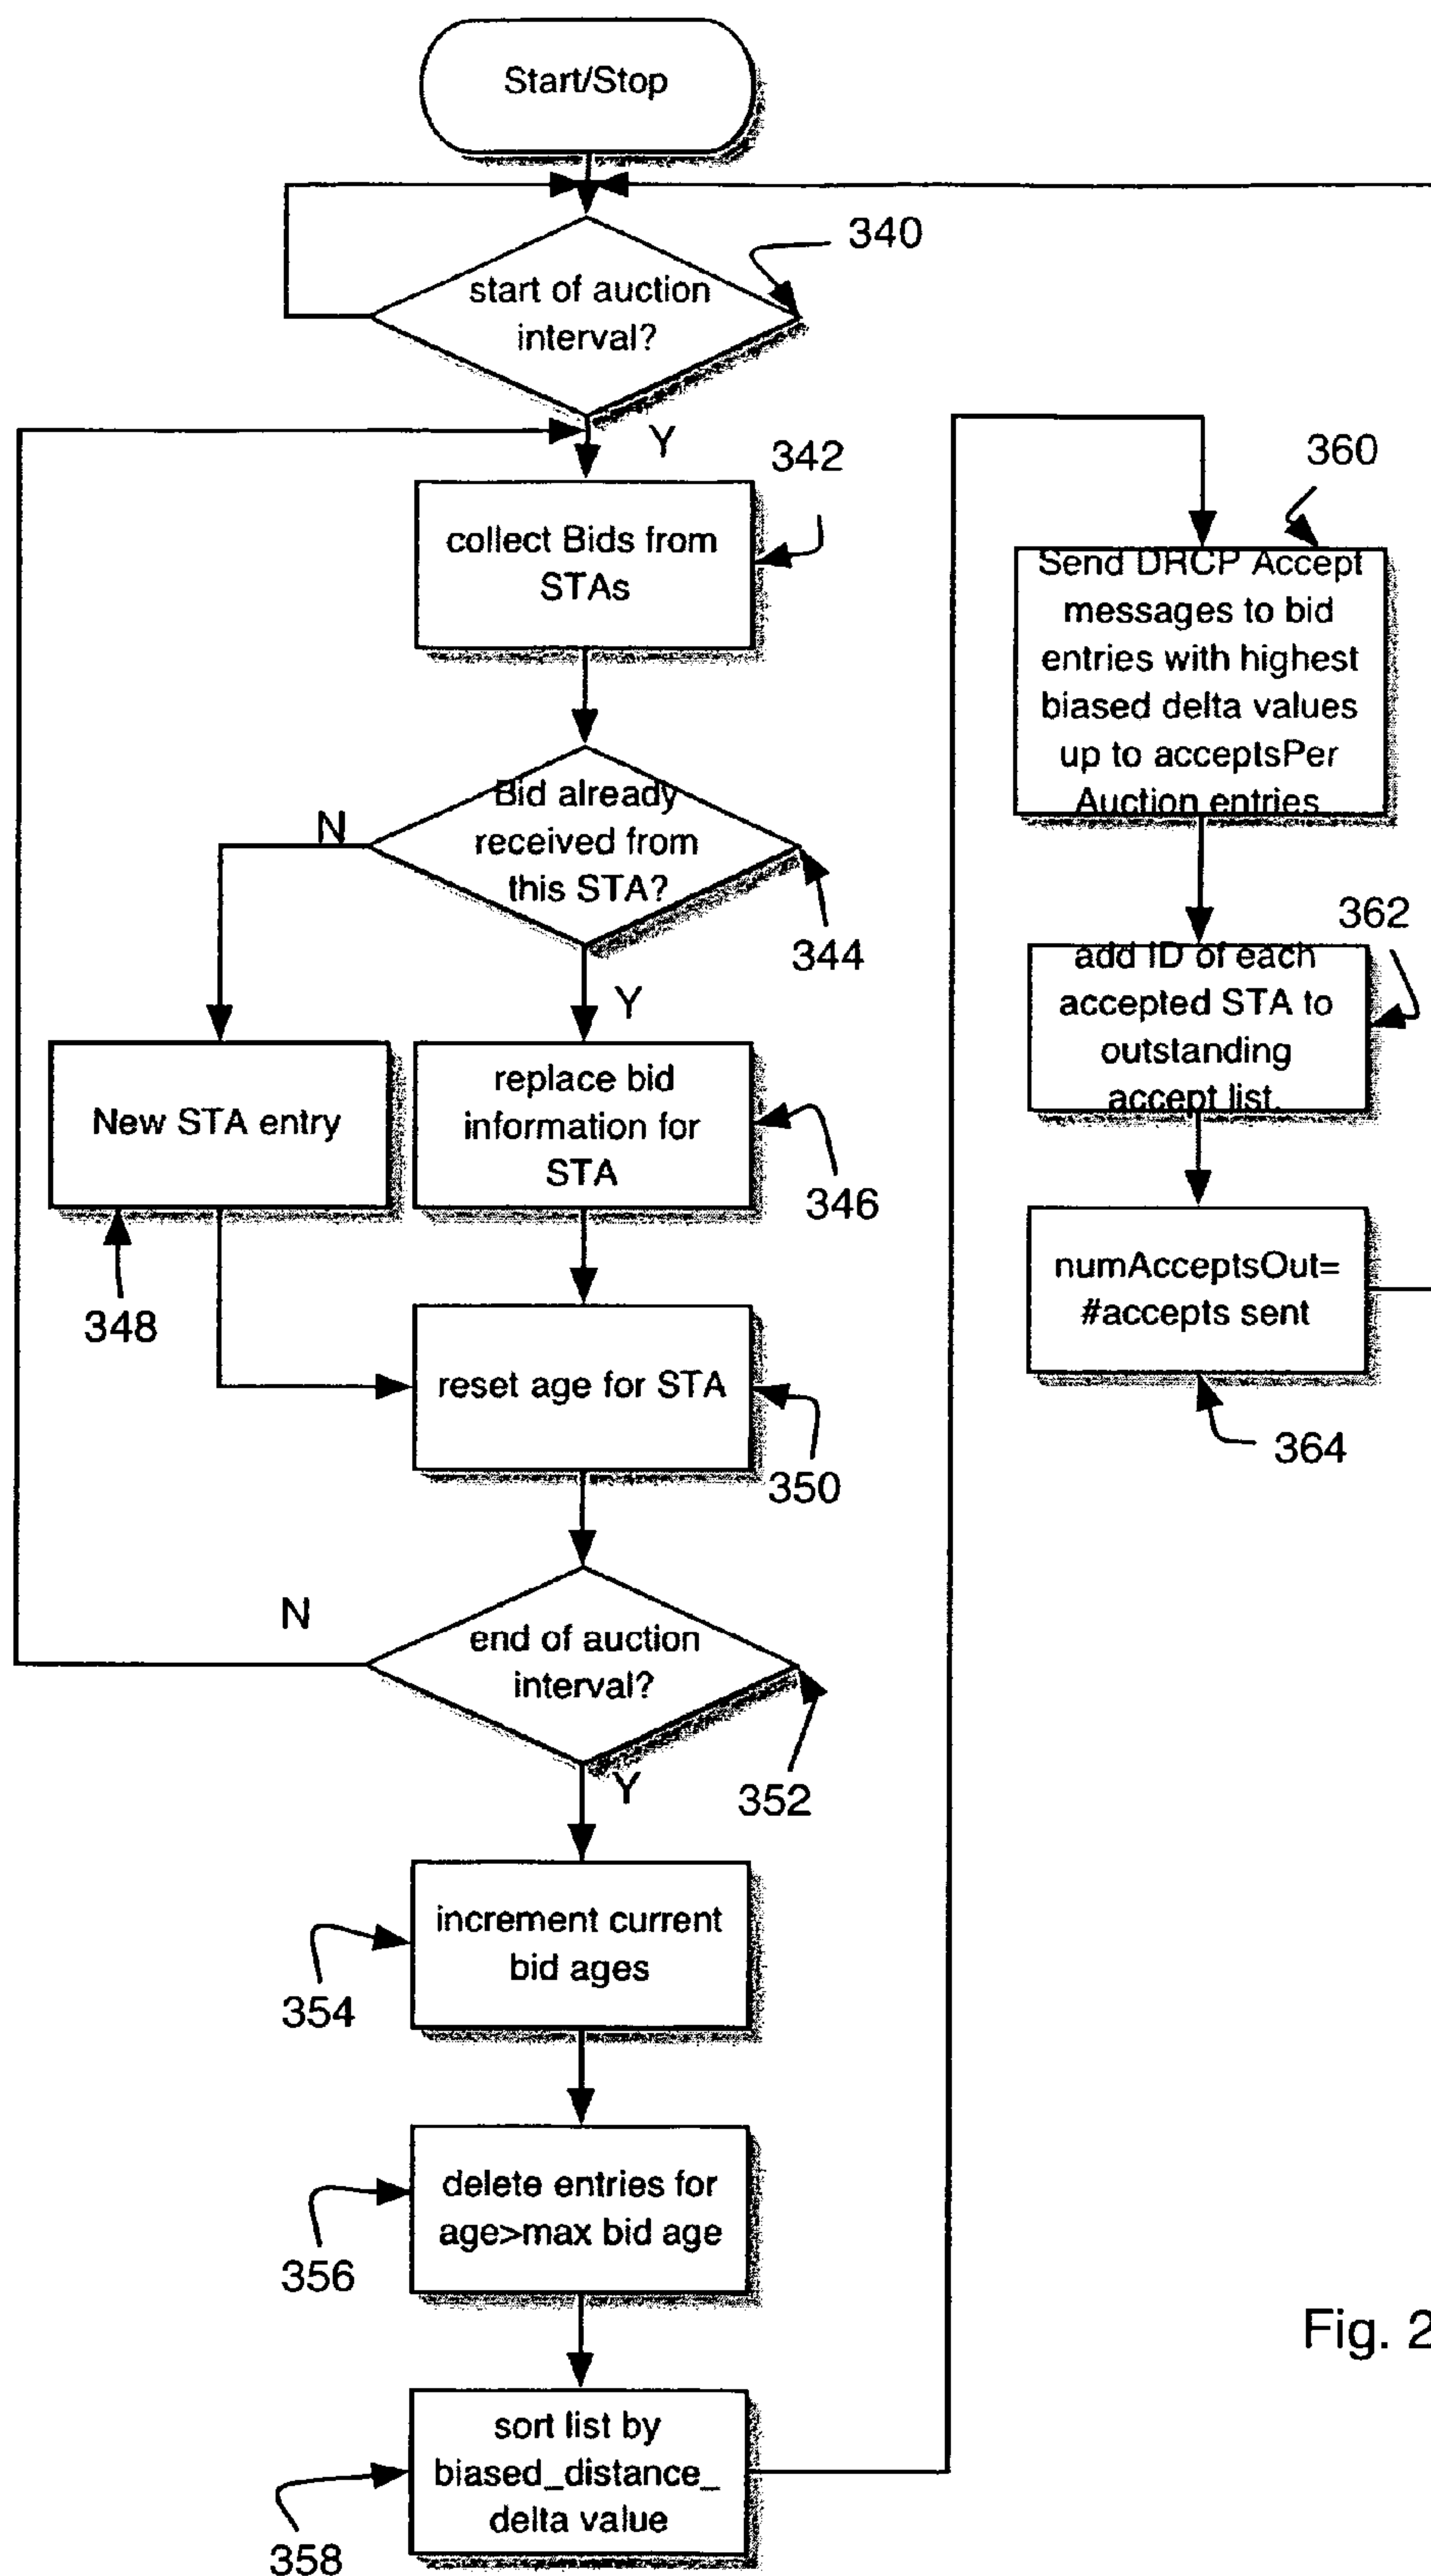 Start/Stop
start of auction
interval?
340
Y
342
collect Bids from
STAs
Bid already
received from
this STA?
N
344
Y
New STA entry
replace bid
information for
STA
346
348
reset age for STA
350
end of auction
interval?
N
352
Y
increment current
bid ages
354
delete entries for
age>max bid age
356
sort list by
biased_distance_
delta value
358
360
Send DRCP Accept
messages to bid
entries with highest
biased delta values
up to acceptsPer
Auction entries
362
add ID of each
accepted STA to
outstanding
accept list.
numAcceptsOut=
#accepts sent
364
Fig. 2